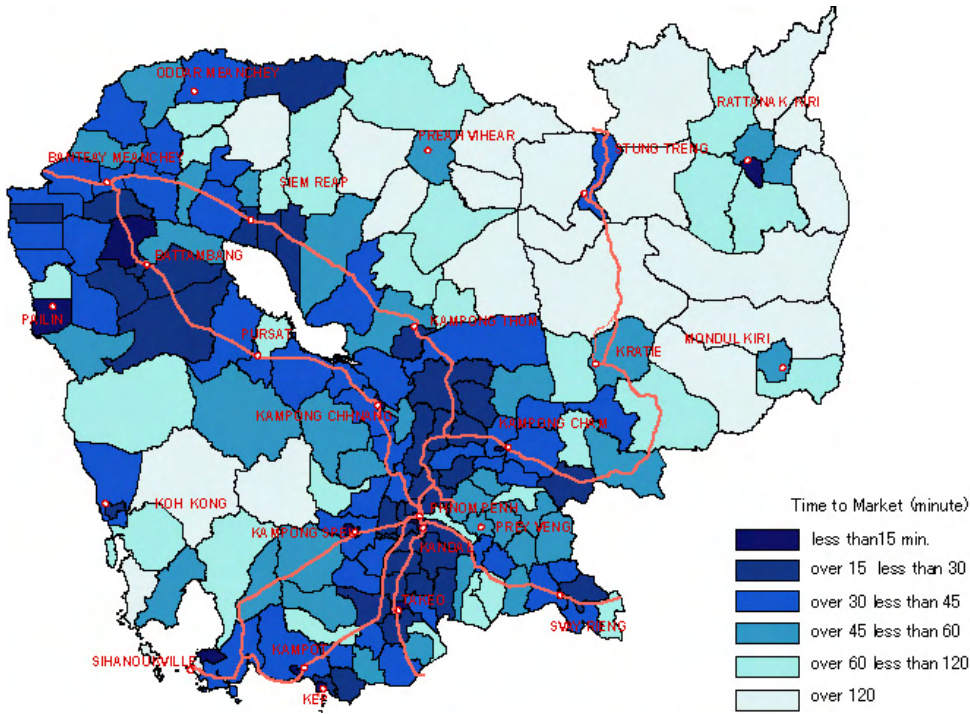 ODDAR MEANCHEY
RATTANAK KIRI
PREAH VIHEAR
STUNG TRENG
BANTEAY MEANCHEY
SIEM REAP
BATTAMBANG
PAILIN
KAMPONG THOM
PURSAT
KRATIE
MONDUL KIRI
KAMPONG CHHNANG
KAMPONG CHAM
KOH KONG
PHNOM PENH
KAMPONG SPEU
PREY VENG
KANDAL
TAKEO
SVAY RIENG
SIHANOUKVILLE
KAMPOT
KEP
Time to Market (minute)
less than15 min.
over 15 less than 30
over 30 less than 45
over 45 less than 60
over 60 less than 120
over 120